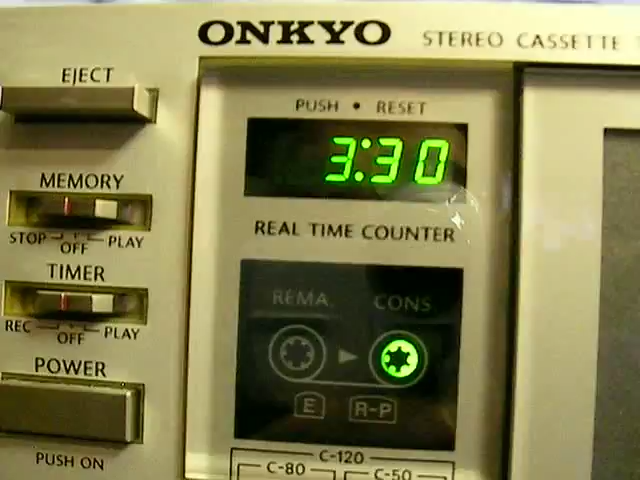 ONKYO STEREO CASSETTE
EJECT
PUSH • RESET
3:30
MEMORY
STOP OFF PLAY
REAL TIME COUNTER
TIMER
REC OFF PLAY
REMA. CONS
E R-P
POWER
PUSH ON
C-120
C-80 C-50